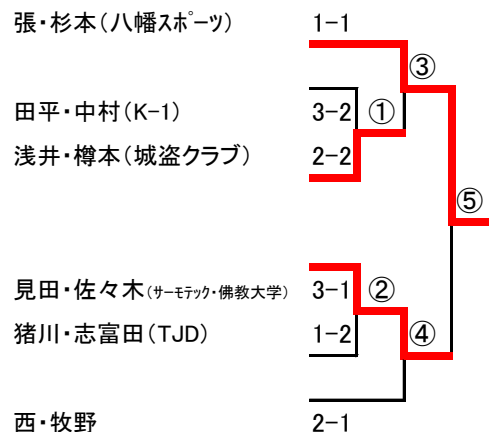 張・杉本(八幡スポーツ) 1-1
③
田平・中村(K-1) 3-2 ①
浅井・樽本(城盗クラブ) 2-2
⑤
見田・佐々木(サーモテック・佛教大学) 3-1 ②
猪川・志富田(TJD) 1-2 ④
西・牧野 2-1